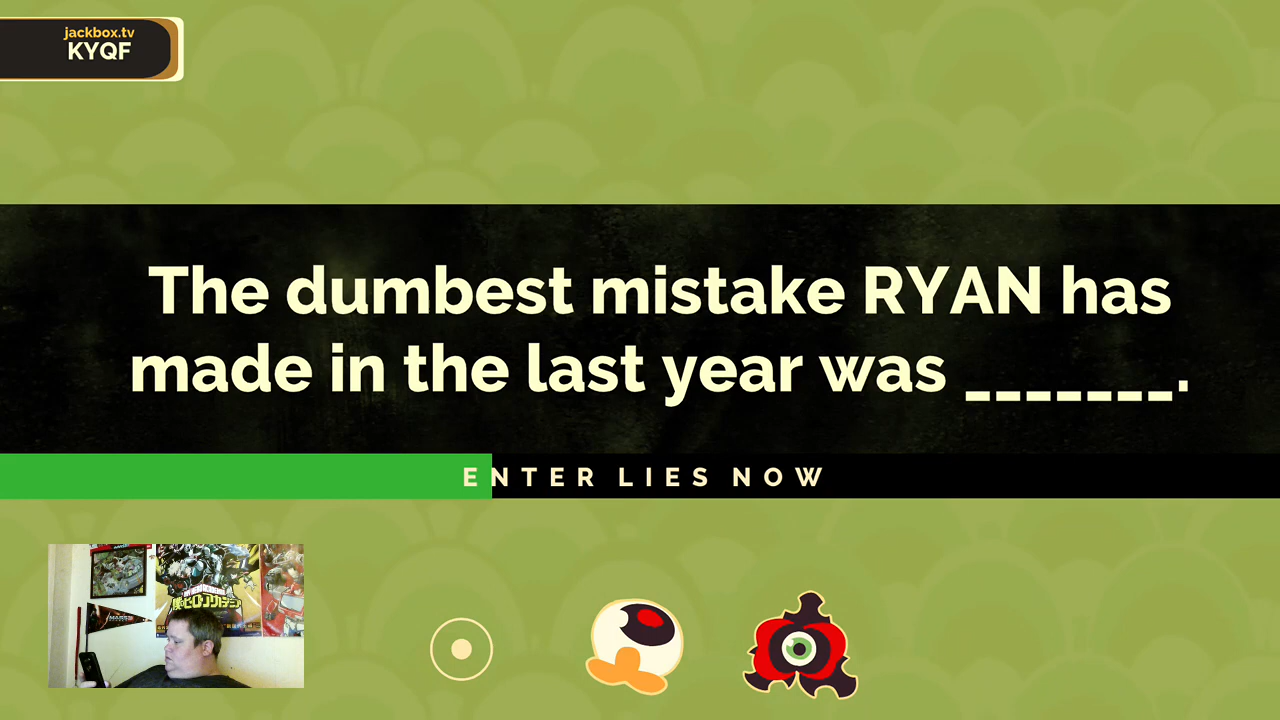 jackbox.tv
KYQF
The dumbest mistake RYAN has
made in the last year was _______.
ENTER LIES NOW